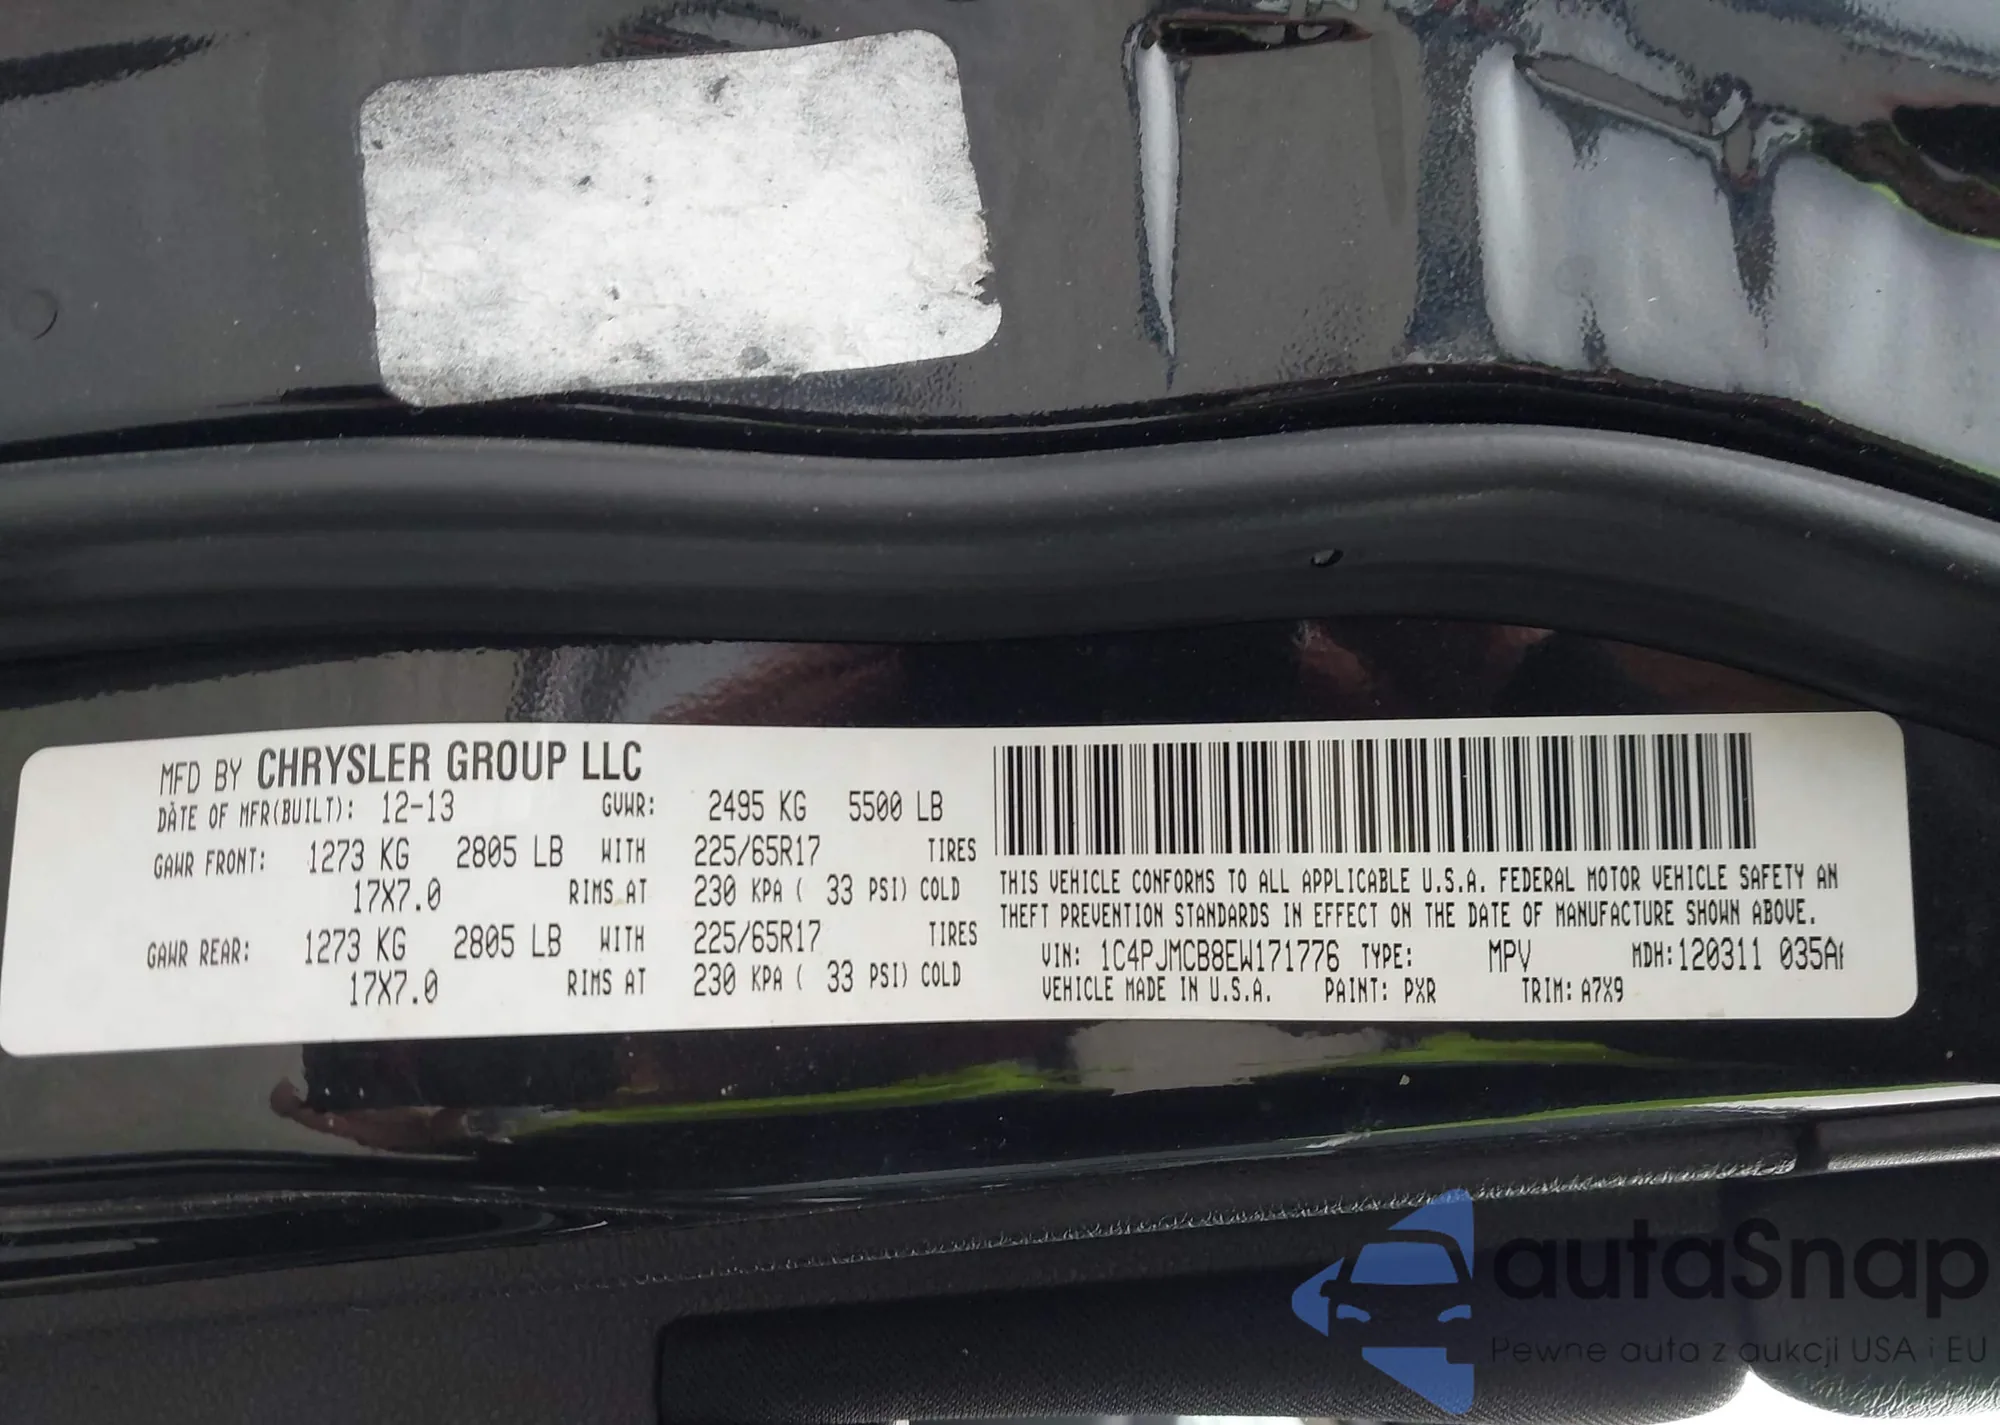 MFD BY CHRYSLER GROUP LLC
DATE OF MFR(BUILT): 12-13 GVWR: 2495 KG 5500 LB
GAWR FRONT: 1273 KG 2805 LB WITH 225/65R17 TIRES
17X7.0 RIMS AT 230 KPA ( 33 PSI) COLD
GAWR REAR: 1273 KG 2805 LB WITH 225/65R17 TIRES
17X7.0 RIMS AT 230 KPA ( 33 PSI) COLD
THIS VEHICLE CONFORMS TO ALL APPLICABLE U.S.A. FEDERAL MOTOR VEHICLE SAFETY AN
THEFT PREVENTION STANDARDS IN EFFECT ON THE DATE OF MANUFACTURE SHOWN ABOVE.
VIN: 1C4PJMCB8EW171776 TYPE: MPV MDH:120311 035A
VEHICLE MADE IN U.S.A. PAINT: PXR TRIM: A7X9
autaSnap
Pewne auta z aukcji USA i EU